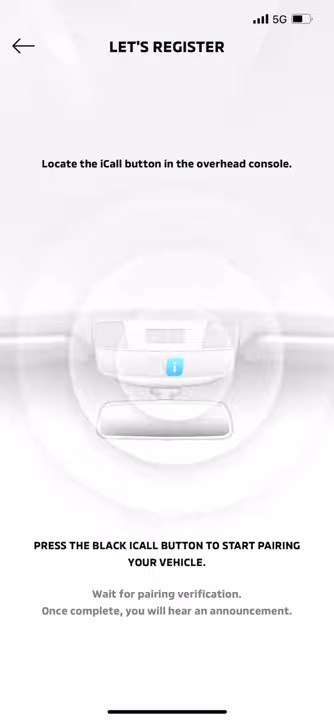 5G
LET'S REGISTER
Locate the iCall button in the overhead console.
i
PRESS THE BLACK ICALL BUTTON TO START PAIRING
YOUR VEHICLE.
Wait for pairing verification.
Once complete, you will hear an announcement.